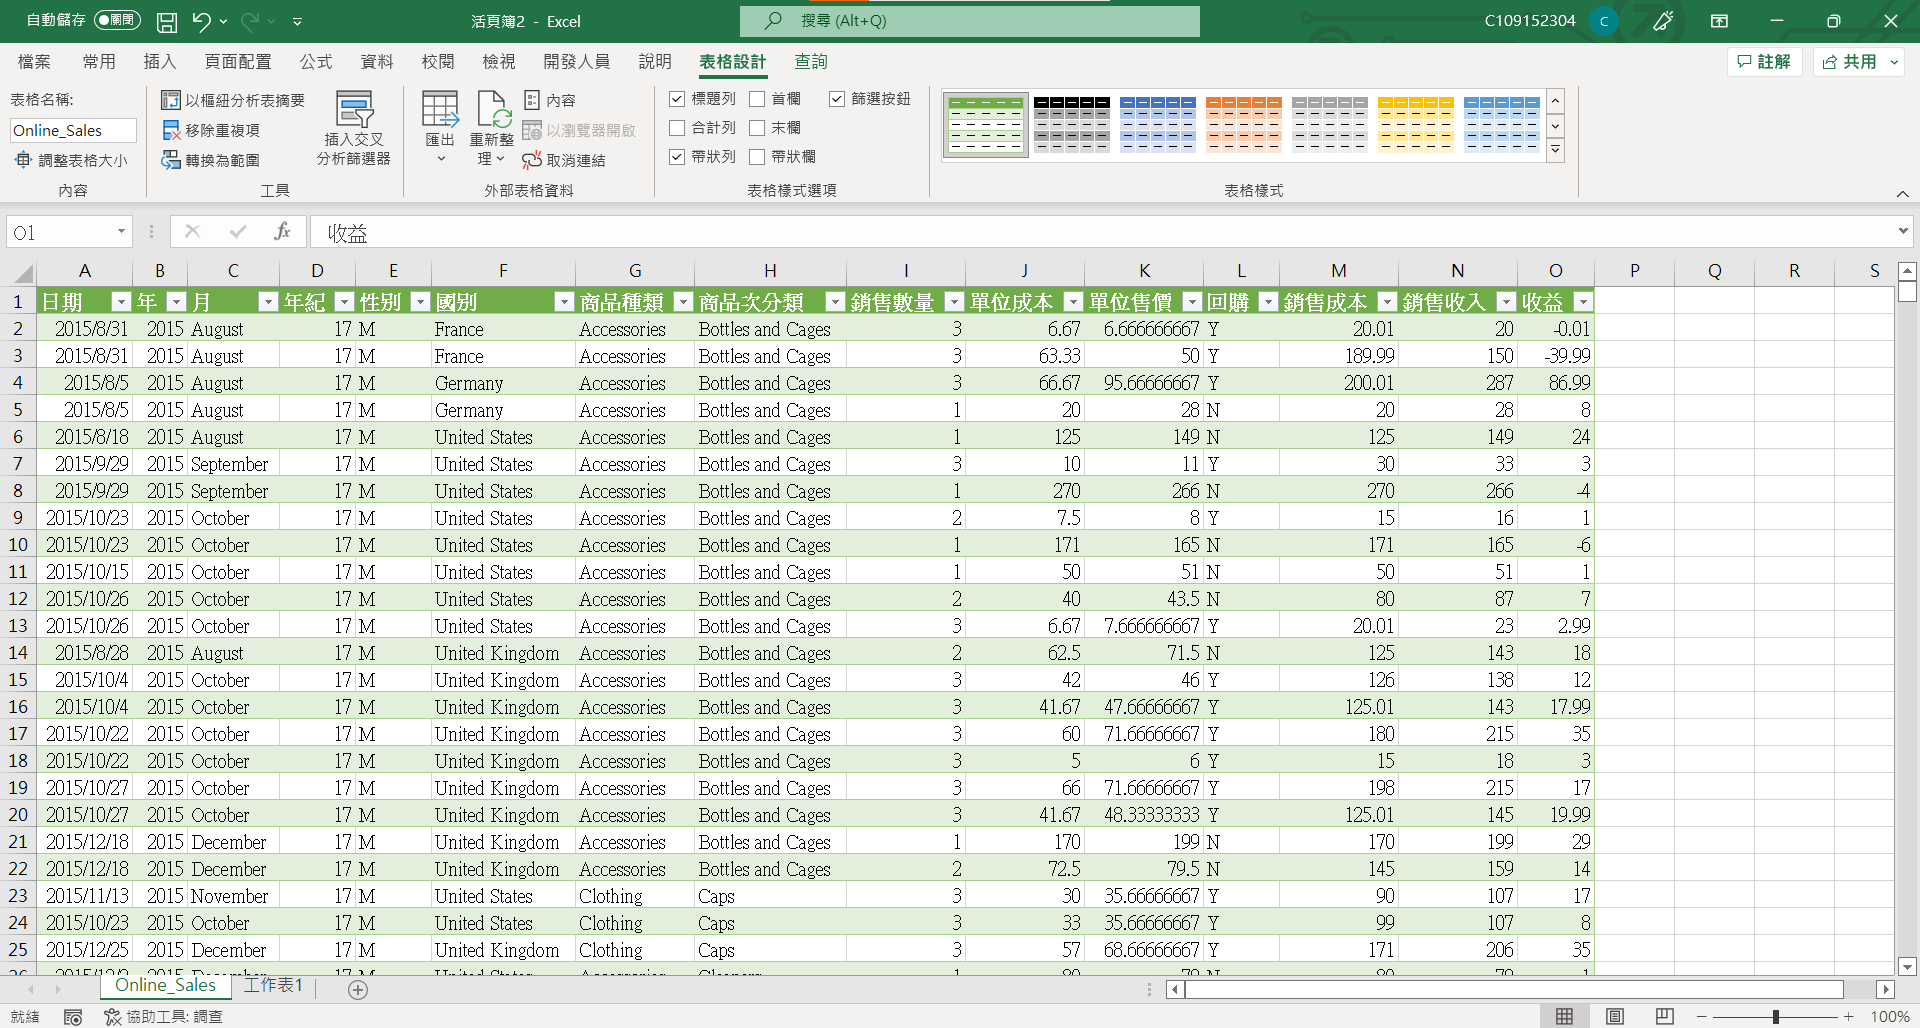 自動儲存 關閉 活頁簿2 - Excel 搜尋 (Alt+Q) C109152304 C
檔案 常用 插入 頁面配置 公式 資料 校閱 檢視 開發人員 說明 表格設計 查詢 註解 共用
表格名稱:
Online_Sales
調整表格大小
內容
以樞紐分析表摘要
移除重複項
轉換為範圍
插入交叉
分析篩選器
工具
匯出
重新整
理
內容
以瀏覽器開啟
取消連結
外部表格資料
標題列 首欄 篩選按鈕
合計列 末欄
帶狀列 帶狀欄
表格樣式選項
表格樣式
O1 fx 收益
A B C D E F G H I J K L M N O P Q R S
1 日期 年 月 年紀 性別 國別 商品種類 商品次分類 銷售數量 單位成本 單位售價 回購 銷售成本 銷售收入 收益
2 2015/8/31 2015 August 17 M France Accessories Bottles and Cages 3 6.67 6.666666667 Y 20.01 20 -0.01
3 2015/8/31 2015 August 17 M France Accessories Bottles and Cages 3 63.33 50 Y 189.99 150 -39.99
4 2015/8/5 2015 August 17 M Germany Accessories Bottles and Cages 3 66.67 95.66666667 Y 200.01 287 86.99
5 2015/8/5 2015 August 17 M Germany Accessories Bottles and Cages 1 20 28 N 20 28 8
6 2015/8/18 2015 August 17 M United States Accessories Bottles and Cages 1 125 149 N 125 149 24
7 2015/9/29 2015 September 17 M United States Accessories Bottles and Cages 3 10 11 Y 30 33 3
8 2015/9/29 2015 September 17 M United States Accessories Bottles and Cages 1 270 266 N 270 266 -4
9 2015/10/23 2015 October 17 M United States Accessories Bottles and Cages 2 7.5 8 Y 15 16 1
10 2015/10/23 2015 October 17 M United States Accessories Bottles and Cages 1 171 165 N 171 165 -6
11 2015/10/15 2015 October 17 M United States Accessories Bottles and Cages 1 50 51 N 50 51 1
12 2015/10/26 2015 October 17 M United States Accessories Bottles and Cages 2 40 43.5 N 80 87 7
13 2015/10/26 2015 October 17 M United States Accessories Bottles and Cages 3 6.67 7.666666667 Y 20.01 23 2.99
14 2015/8/28 2015 August 17 M United Kingdom Accessories Bottles and Cages 2 62.5 71.5 N 125 143 18
15 2015/10/4 2015 October 17 M United Kingdom Accessories Bottles and Cages 3 42 46 Y 126 138 12
16 2015/10/4 2015 October 17 M United Kingdom Accessories Bottles and Cages 3 41.67 47.66666667 Y 125.01 143 17.99
17 2015/10/22 2015 October 17 M United Kingdom Accessories Bottles and Cages 3 60 71.66666667 Y 180 215 35
18 2015/10/22 2015 October 17 M United Kingdom Accessories Bottles and Cages 3 5 6 Y 15 18 3
19 2015/10/27 2015 October 17 M United Kingdom Accessories Bottles and Cages 3 66 71.66666667 Y 198 215 17
20 2015/10/27 2015 October 17 M United Kingdom Accessories Bottles and Cages 3 41.67 48.33333333 Y 125.01 145 19.99
21 2015/12/18 2015 December 17 M United Kingdom Accessories Bottles and Cages 1 170 199 N 170 199 29
22 2015/12/18 2015 December 17 M United Kingdom Accessories Bottles and Cages 2 72.5 79.5 N 145 159 14
23 2015/11/13 2015 November 17 M United States Clothing Caps 3 30 35.66666667 Y 90 107 17
24 2015/10/23 2015 October 17 M United States Clothing Caps 3 33 35.66666667 Y 99 107 8
25 2015/12/25 2015 December 17 M United Kingdom Clothing Caps 3 57 68.66666667 Y 171 206 35
Online_Sales 工作表1
就緒 協助工具: 調查 100%